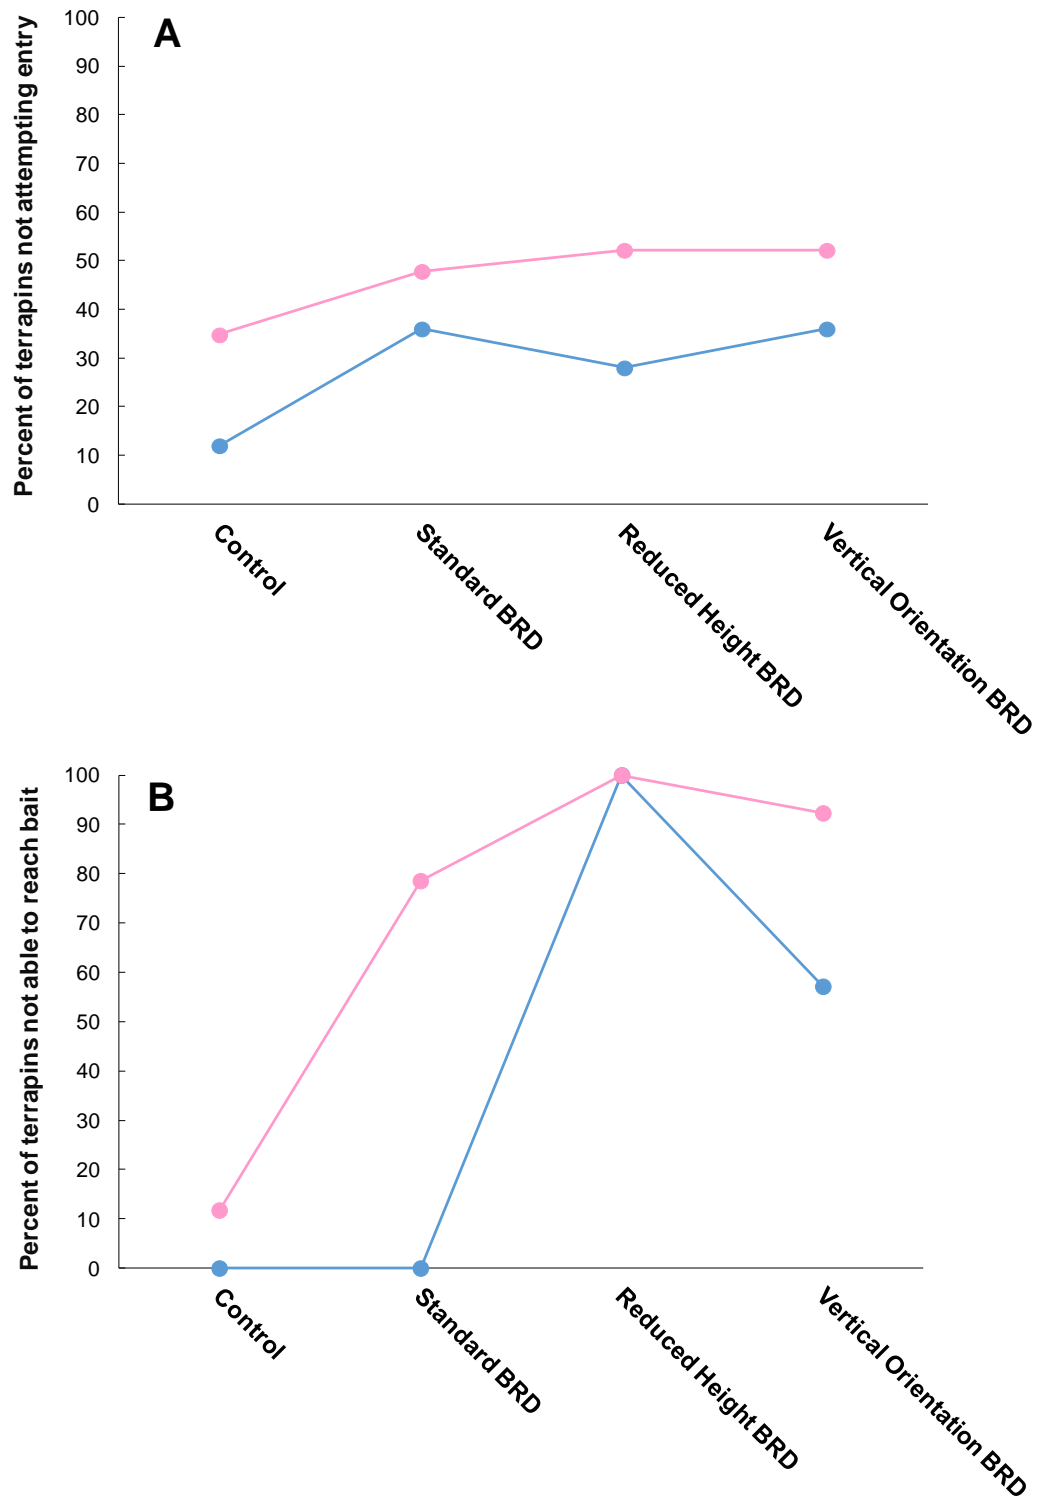 A
Percent of terrapins not attempting entry
100
90
80
70
60
50
40
30
20
10
0
Control
Standard BRD
Reduced Height BRD
Vertical Orientation BRD
B
Percent of terrapins not able to reach bait
100
90
80
70
60
50
40
30
20
10
0
Control
Standard BRD
Reduced Height BRD
Vertical Orientation BRD